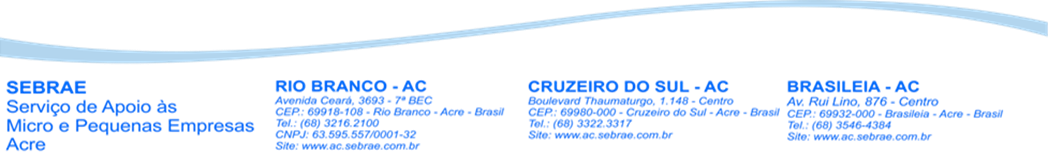 SEBRAE
Serviço de Apoio às
Micro e Pequenas Empresas
Acre
RIO BRANCO - AC
Avenida Ceará, 3693 - 7ª BEC
CEP.: 69918-108 - Rio Branco - Acre - Brasil
Tel.: (68) 3216.2100
CNPJ: 63.595.557/0001-32
Site: www.ac.sebrae.com.br
CRUZEIRO DO SUL - AC
Boulevard Thaumaturgo, 1.148 - Centro
CEP.: 69980-000 - Cruzeiro do Sul - Acre - Brasil
Tel.: (68) 3322.3317
Site: www.ac.sebrae.com.br
BRASILEIA - AC
Av. Rui Lino, 876 - Centro
CEP.: 69932-000 - Brasileia - Acre - Brasil
Tel.: (68) 3546-4384
Site: www.ac.sebrae.com.br